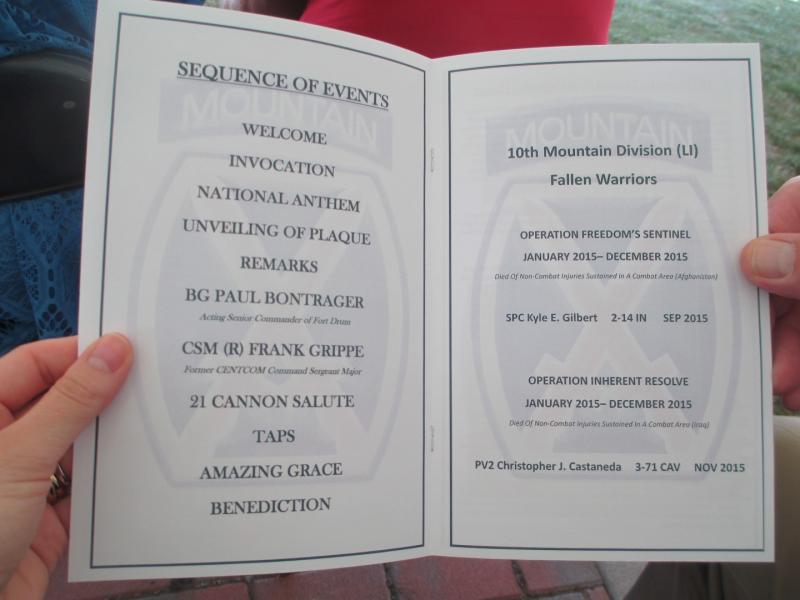 SEQUENCE OF EVENTS
MOUNTAIN
WELCOME
INVOCATION
NATIONAL ANTHEM
UNVEILING OF PLAQUE
REMARKS
BG PAUL BONTRAGER
Acting Senior Commander of Fort Drum
CSM (R) FRANK GRIPPE
Former CENTCOM Command Sergeant Major
21 CANNON SALUTE
TAPS
AMAZING GRACE
BENEDICTION
MOUNTAIN
10th Mountain Division (LI)
Fallen Warriors
OPERATION FREEDOM'S SENTINEL
JANUARY 2015– DECEMBER 2015
Died Of Non-Combat Injuries Sustained In A Combat Area (Afghanistan)
SPC Kyle E. Gilbert 2-14 IN SEP 2015
OPERATION INHERENT RESOLVE
JANUARY 2015– DECEMBER 2015
Died Of Non-Combat Injuries Sustained In A Combat Area (Iraq)
PV2 Christopher J. Castaneda 3-71 CAV NOV 2015